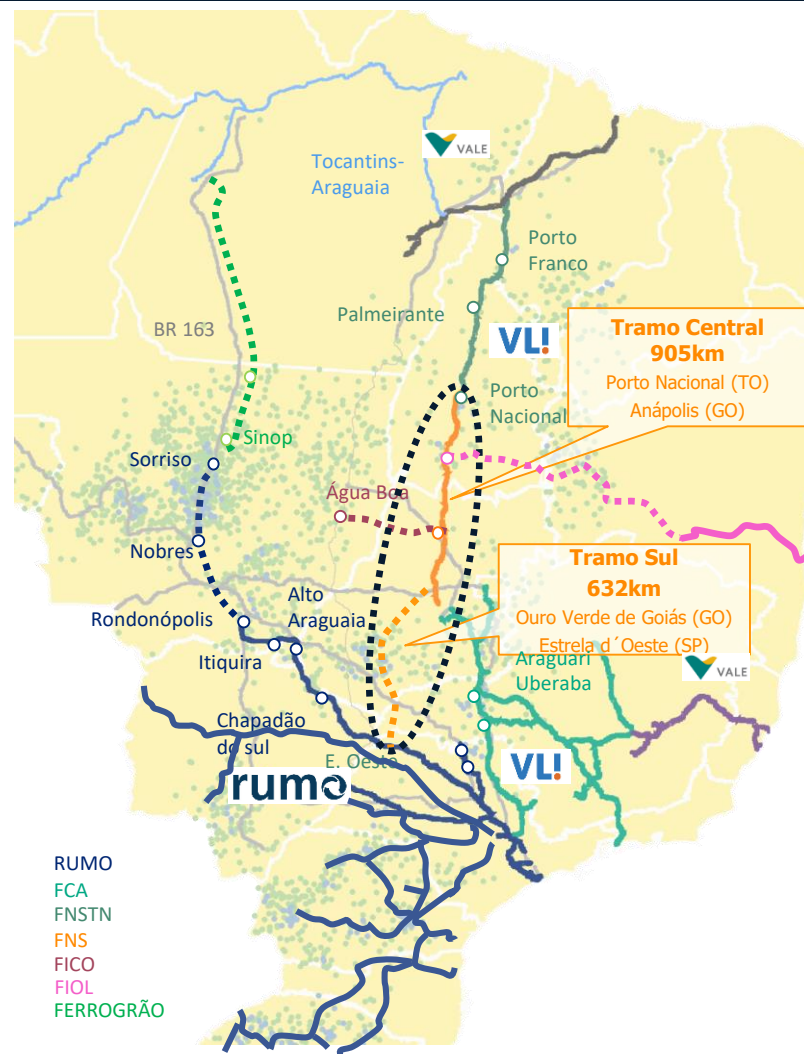 VALE
Tocantins-
Araguaia
Porto
Franco
BR 163
Palmeirante
VL!
Tramo Central
905km
Porto Nacional (TO)
Anápolis (GO)
Porto
Nacional
Sinop
Sorriso
Água Boa
Nobres
Tramo Sul
632km
Ouro Verde de Goiás (GO)
Estrela d´Oeste (SP)
Alto
Araguaia
Rondonópolis
Itiquira
Araguari
Uberaba
VALE
Chapadão
do sul
E. Oeste
VL!
rumo
RUMO
FCA
FNSTN
FNS
FICO
FIOL
FERROGRÃO